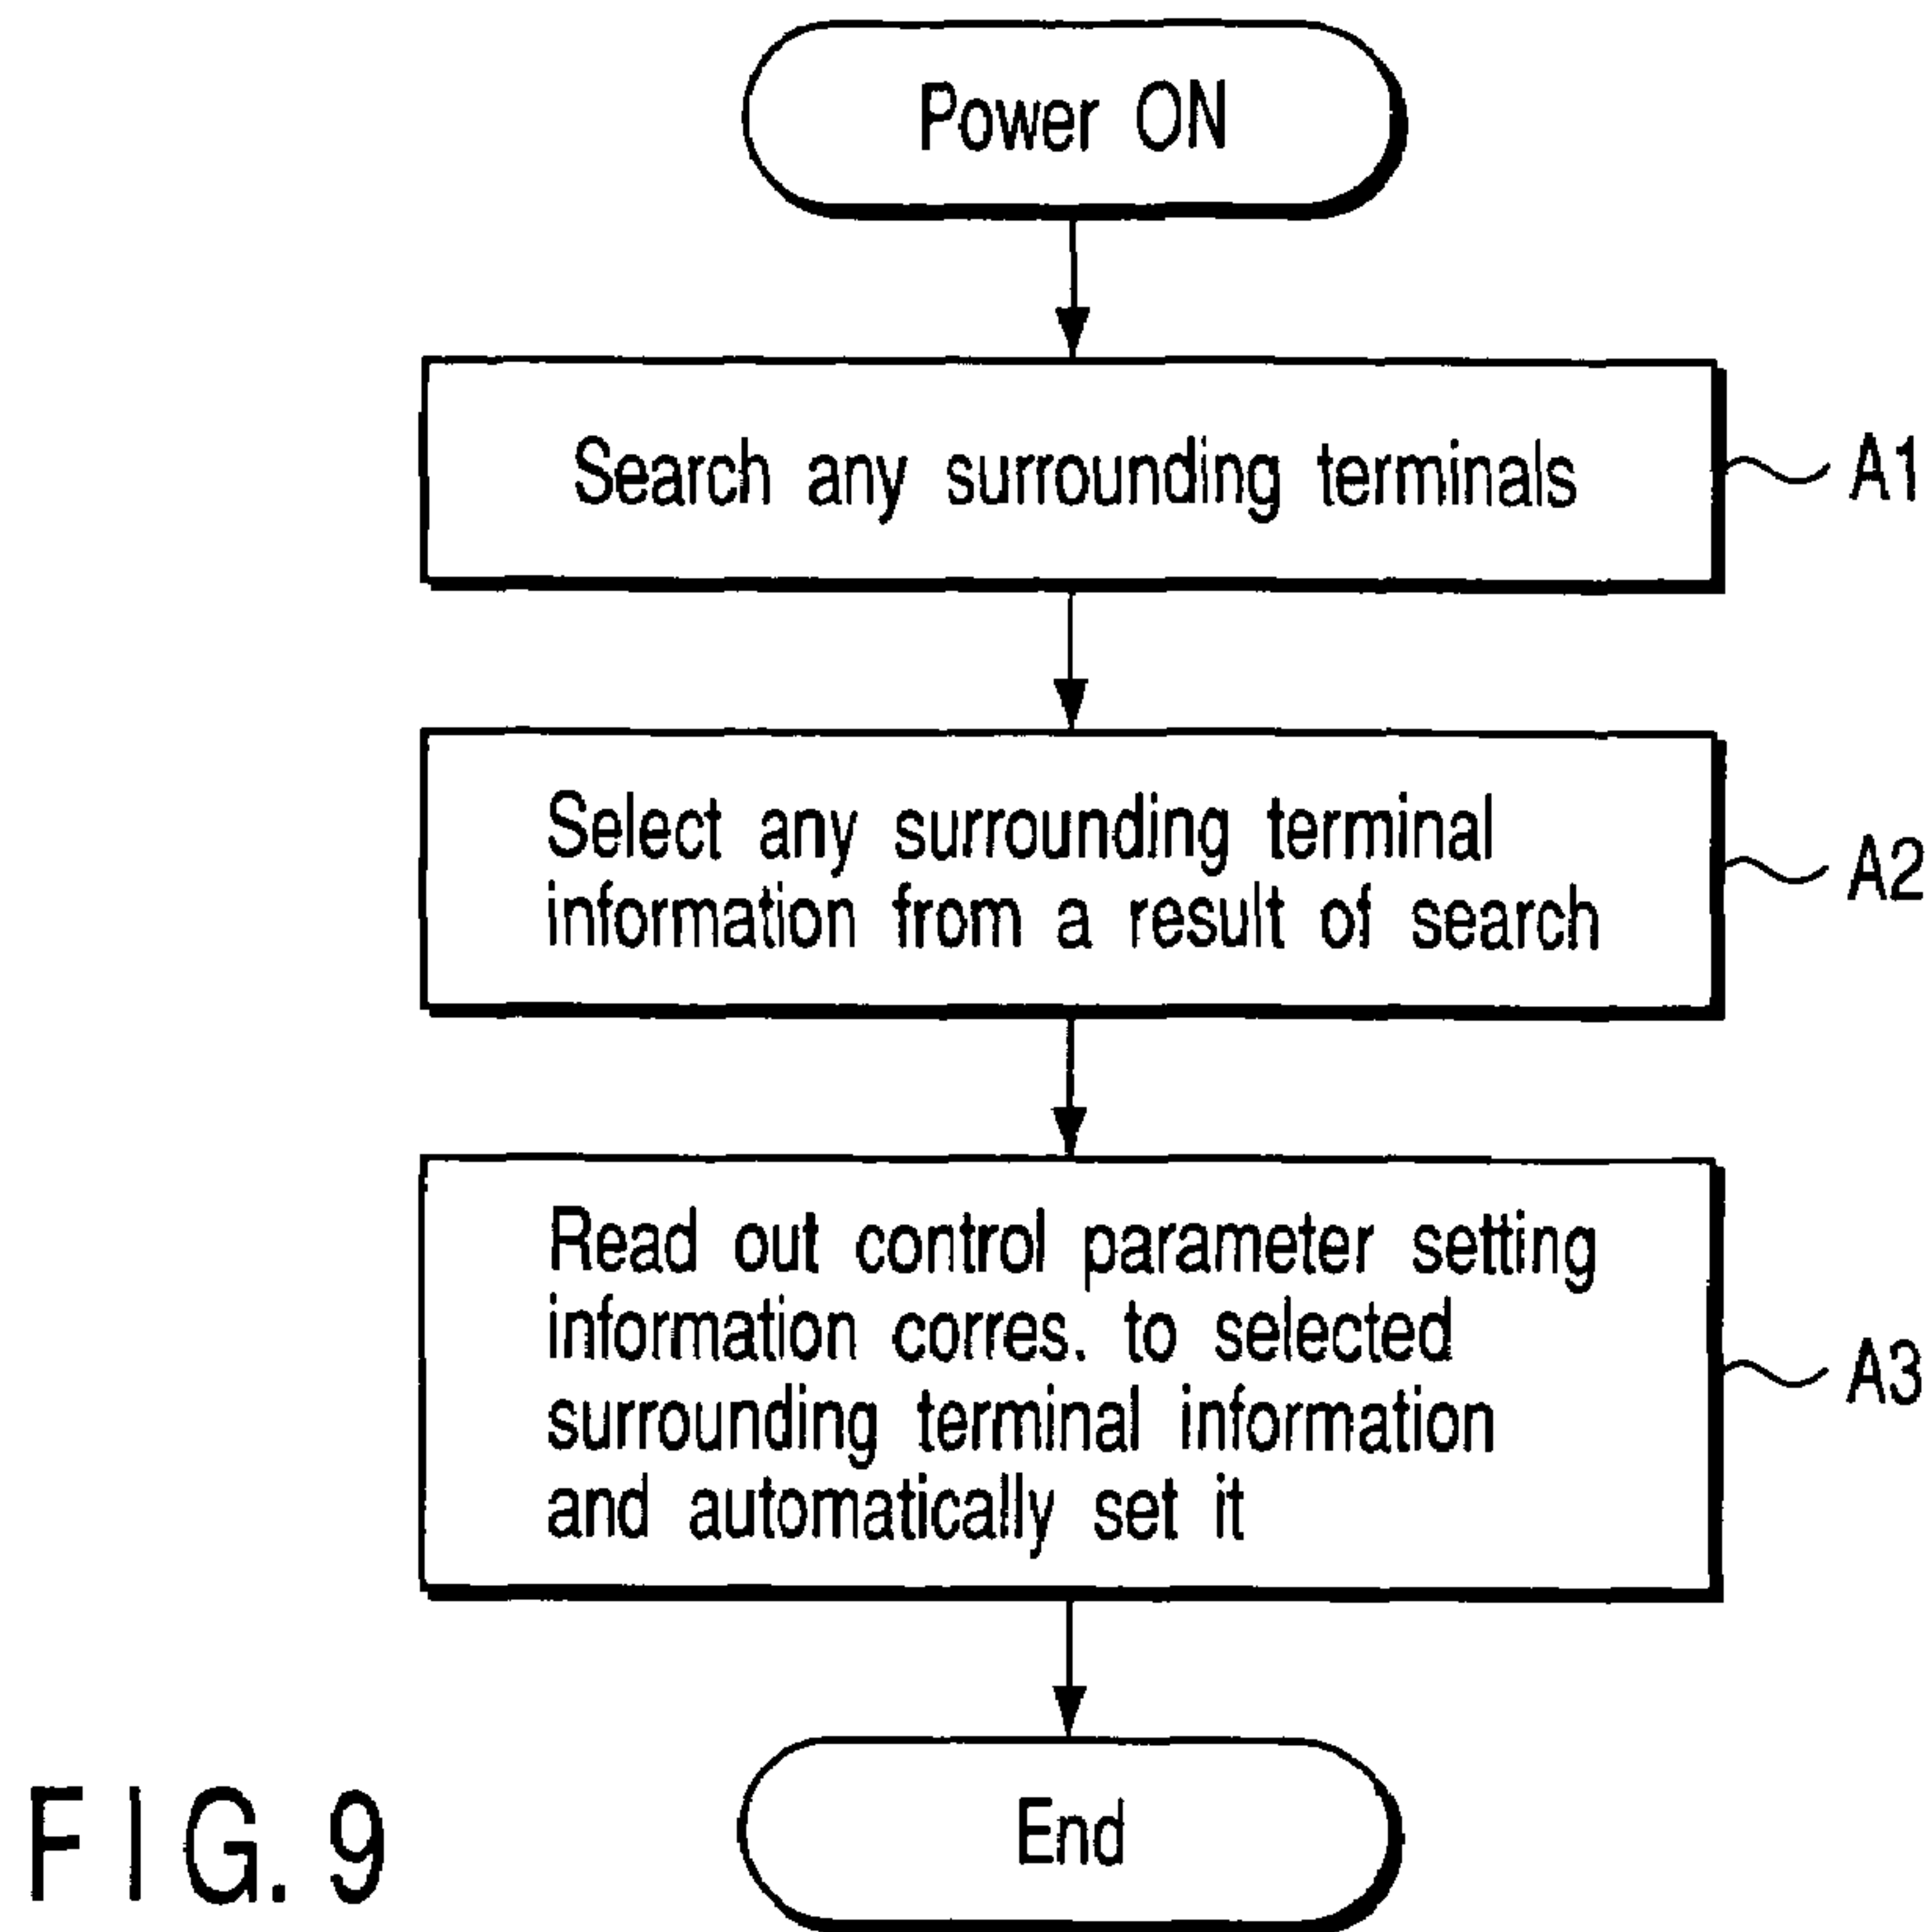 Power ON
Search any surrounding terminals
A1
Select any surrounding terminal
information from a result of search
A2
Read out control parameter setting
information corres. to selected
surrounding terminal information
and automatically set it
A3
End
FIG. 9